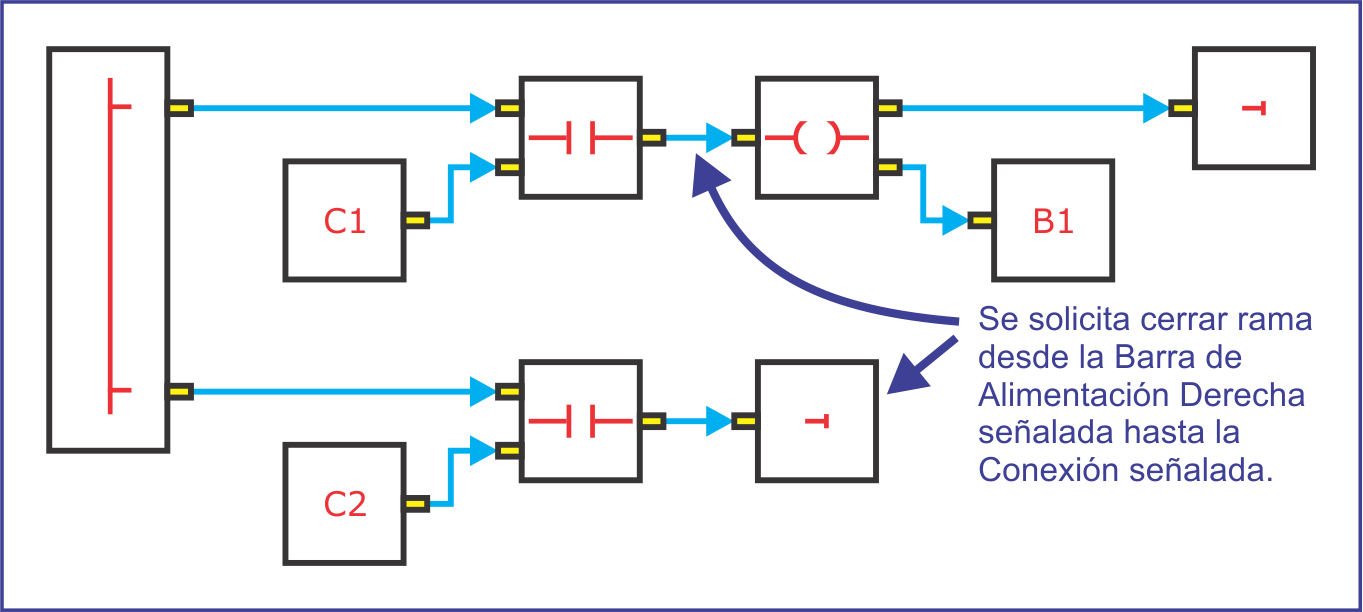 C1
B1
Se solicita cerrar rama
desde la Barra de
Alimentación Derecha
señalada hasta la
Conexión señalada.
C2